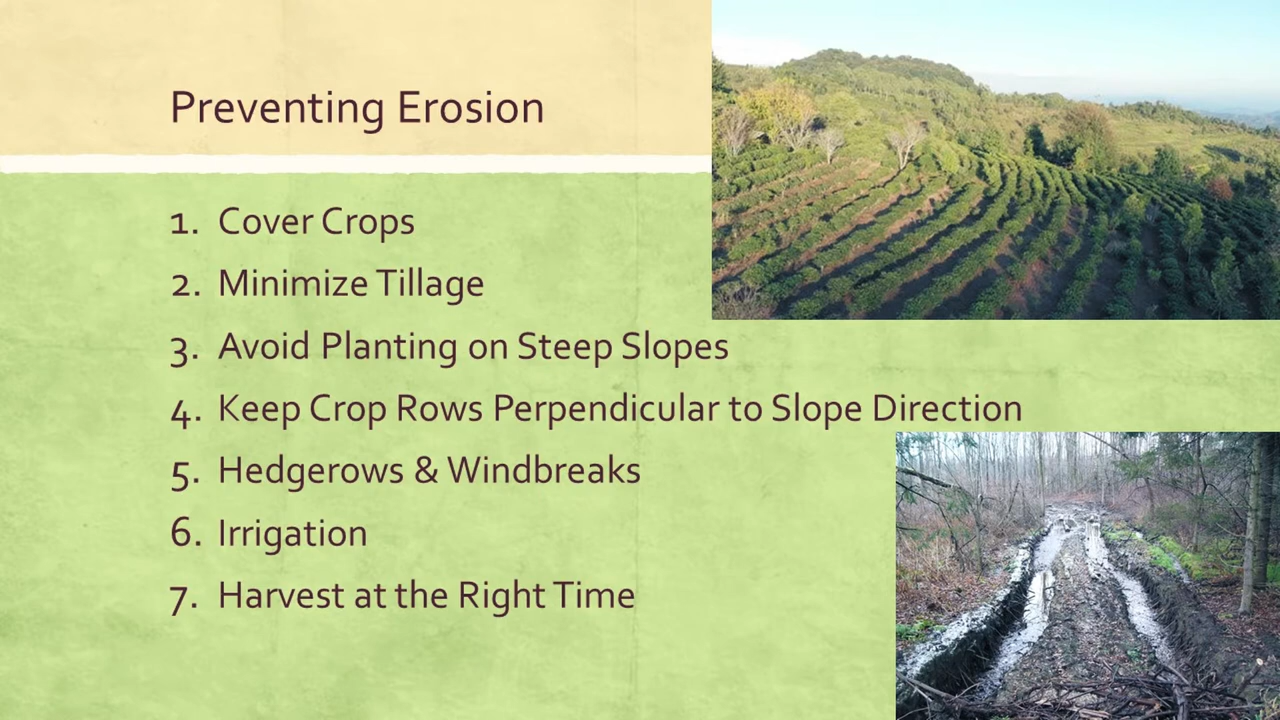 Preventing Erosion
1. Cover Crops
2. Minimize Tillage
3. Avoid Planting on Steep Slopes
4. Keep Crop Rows Perpendicular to Slope Direction
5. Hedgerows & Windbreaks
6. Irrigation
7. Harvest at the Right Time